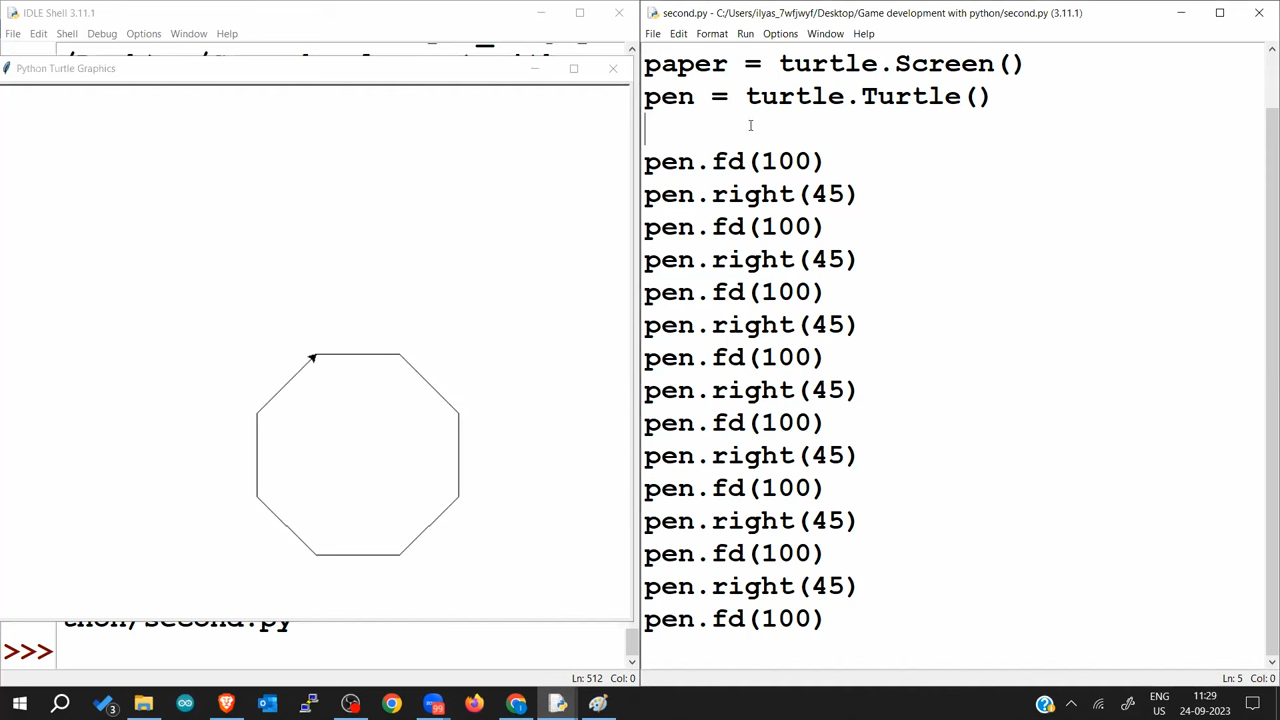 IDLE Shell 3.11.1
File Edit Shell Debug Options Window Help
Python Turtle Graphics
thon/second.py
>>>
Ln: 512 Col: 0
second.py - C:/Users/ilyas_7wfjwyf/Desktop/Game development with python/second.py (3.11.1)
File Edit Format Run Options Window Help
paper = turtle.Screen()
pen = turtle.Turtle()
pen.fd(100)
pen.right(45)
pen.fd(100)
pen.right(45)
pen.fd(100)
pen.right(45)
pen.fd(100)
pen.right(45)
pen.fd(100)
pen.right(45)
pen.fd(100)
pen.right(45)
pen.fd(100)
pen.right(45)
pen.fd(100)
Ln: 5 Col: 0
3
99
ENG
US
11:29
24-09-2023